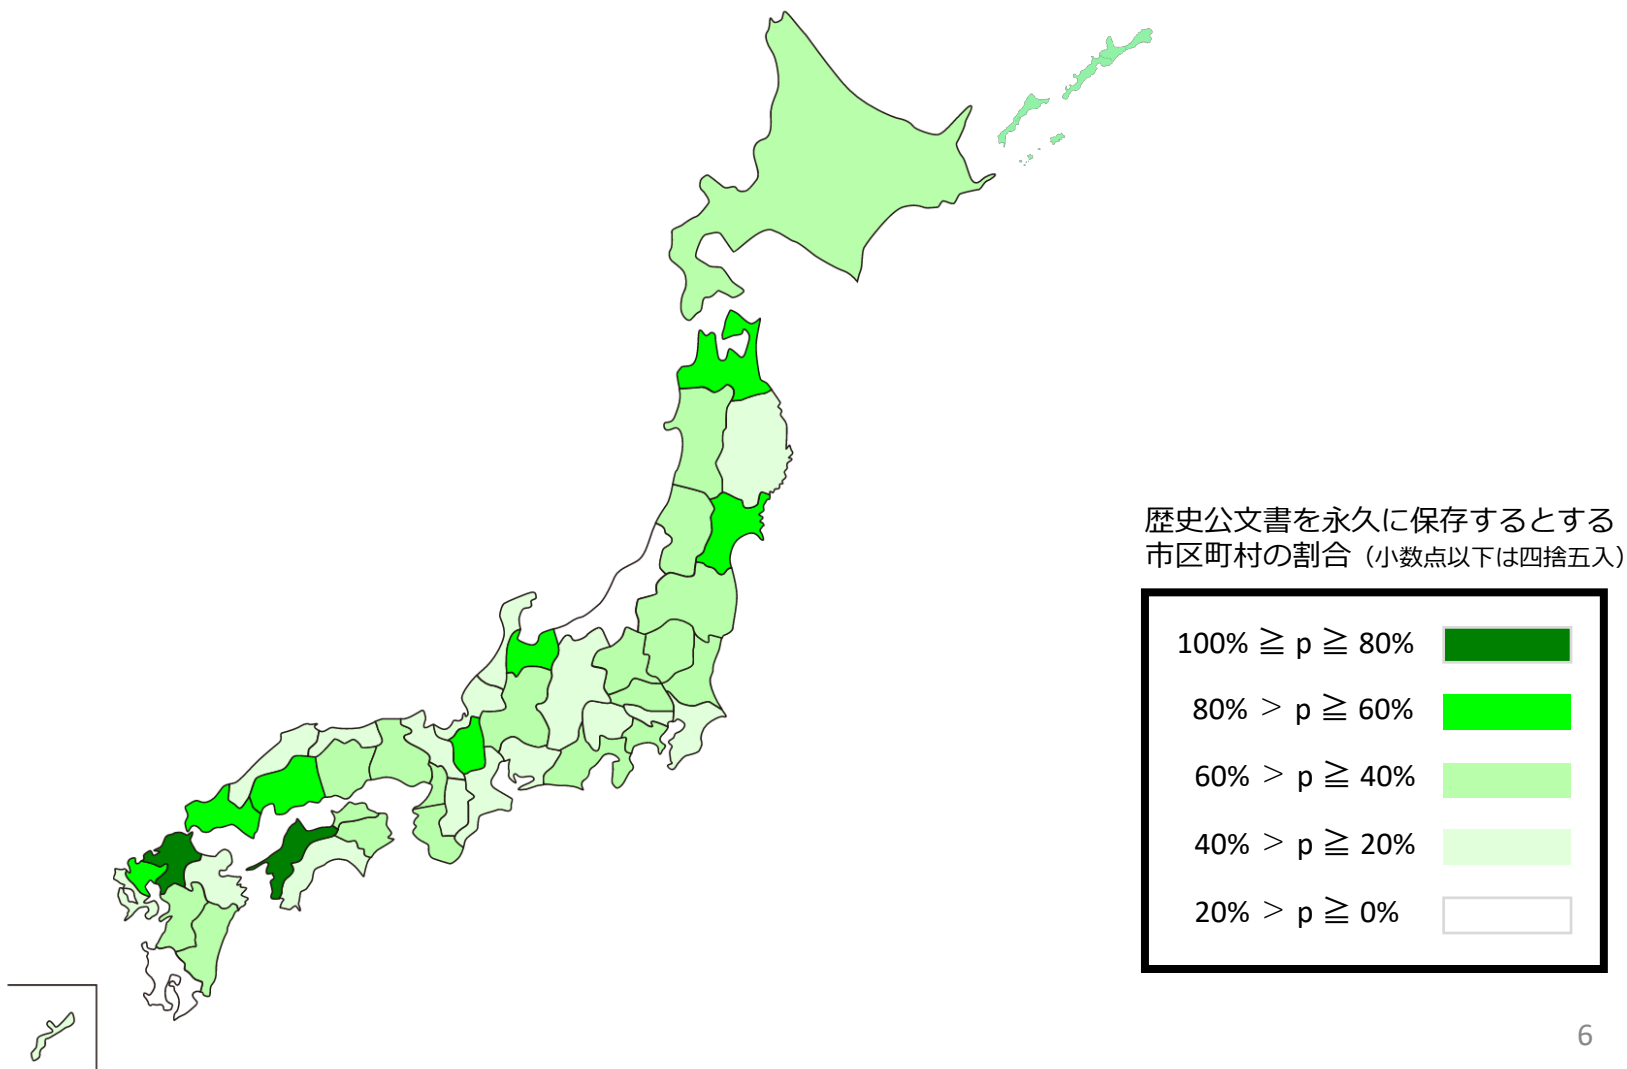 歴史公文書を永久に保存するとする
市区町村の割合（小数点以下は四捨五入）
100% ≧ p ≧ 80%
80% > p ≧ 60%
60% > p ≧ 40%
40% > p ≧ 20%
20% > p ≧ 0%
6